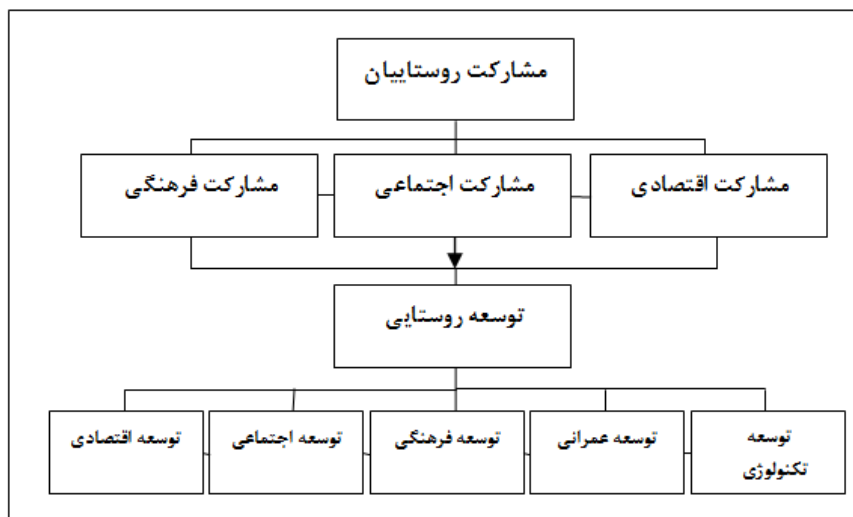 مشارکت روستاییان
مشارکت اقتصادی
مشارکت اجتماعی
مشارکت فرهنگی
توسعه روستایی
توسعه تکنولوژی
توسعه عمرانی
توسعه فرهنگی
توسعه اجتماعی
توسعه اقتصادی